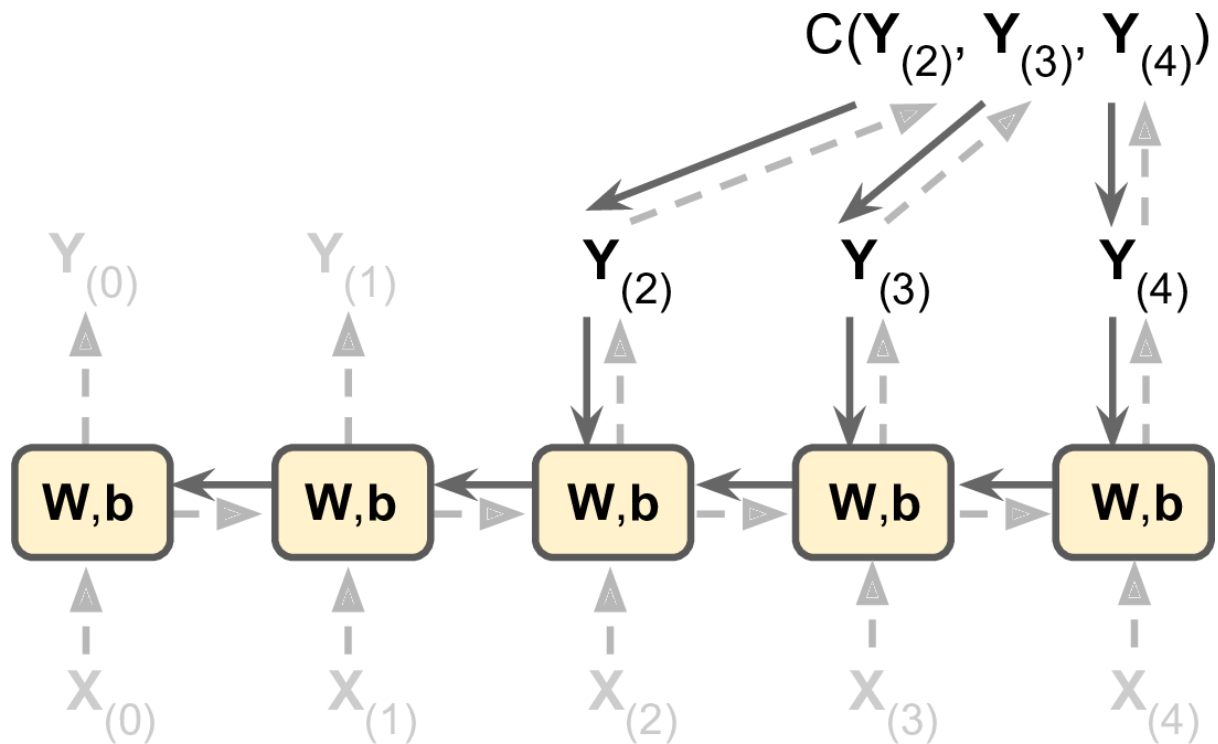 C(Y(2), Y(3), Y(4))
Y(0) Y(1) Y(2) Y(3) Y(4)
W,b W,b W,b W,b W,b
X(0) X(1) X(2) X(3) X(4)